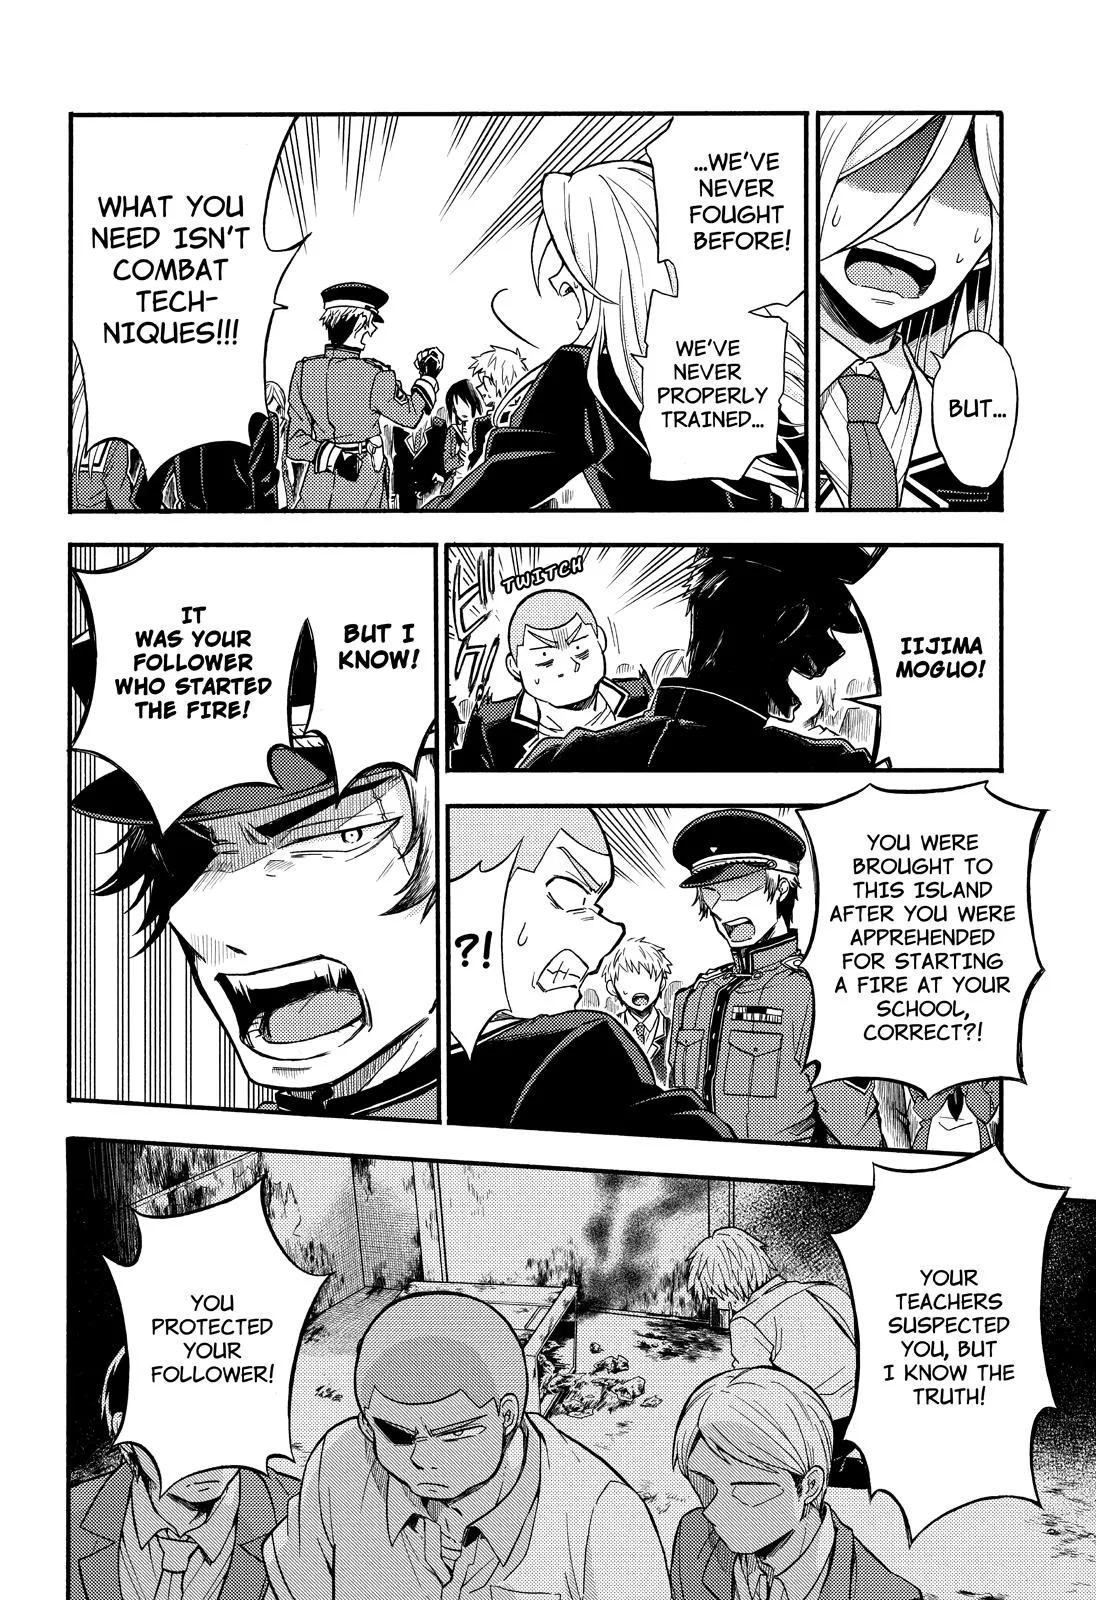 BUT...
...WE'VE
NEVER
FOUGHT
BEFORE!
WE'VE
NEVER
PROPERLY
TRAINED...
WHAT YOU
NEED ISN'T
COMBAT
TECH-
NIQUES!!!
IIJIMA
MOGUO!
TWITCH
YOU WERE
BROUGHT TO
THIS ISLAND
AFTER YOU WERE
APPREHENDED
FOR STARTING
A FIRE AT YOUR
SCHOOL,
CORRECT?!
?!
BUT I
KNOW!
IT
WAS YOUR
FOLLOWER
WHO STARTED
THE FIRE!
YOUR
TEACHERS
SUSPECTED
YOU, BUT
I KNOW THE
TRUTH!
YOU
PROTECTED
YOUR
FOLLOWER!